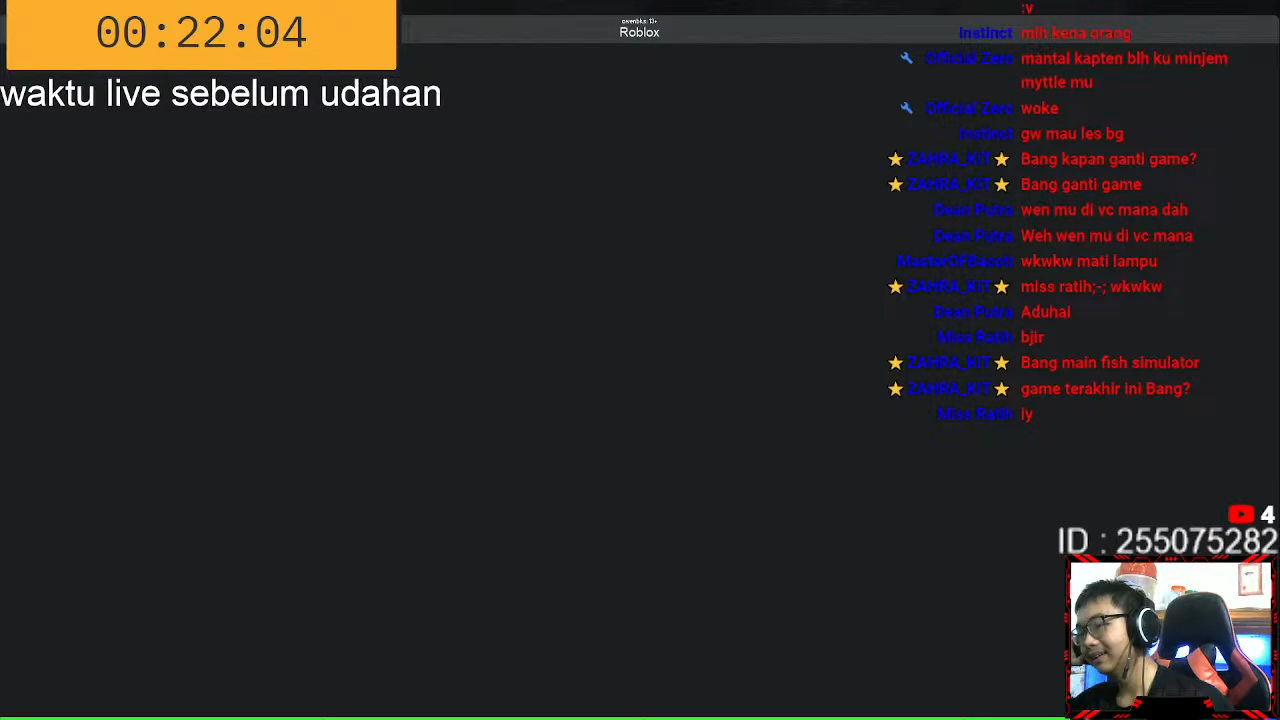 00:22:04
waktu live sebelum udahan
owenbks: 13+
Roblox
:v
Instinct mlh kena orang
Official Zero mantal kapten blh ku minjem
myttle mu
Official Zero woke
Instinct gw mau les bg
ZAHRA_KIT Bang kapan ganti game?
ZAHRA_KIT Bang ganti game
Dean Putra wen mu di vc mana dah
Dean Putra Weh wen mu di vc mana
MasterOFBacott wkwkw mati lampu
ZAHRA_KIT miss ratih;-; wkwkw
Dean Putra Aduhai
Miss Ratih bjir
ZAHRA_KIT Bang main fish simulator
ZAHRA_KIT game terakhir ini Bang?
Miss Ratih Iy
4
ID : 255075282